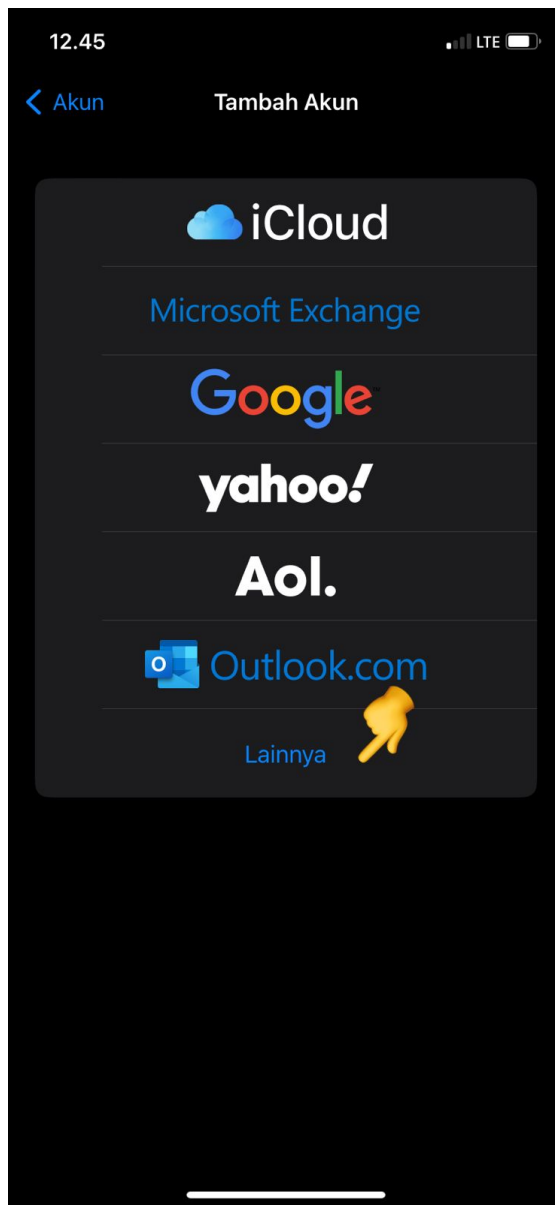 12.45 LTE
Akun Tambah Akun
iCloud
Microsoft Exchange
Google
yahoo!
Aol.
Outlook.com
Lainnya